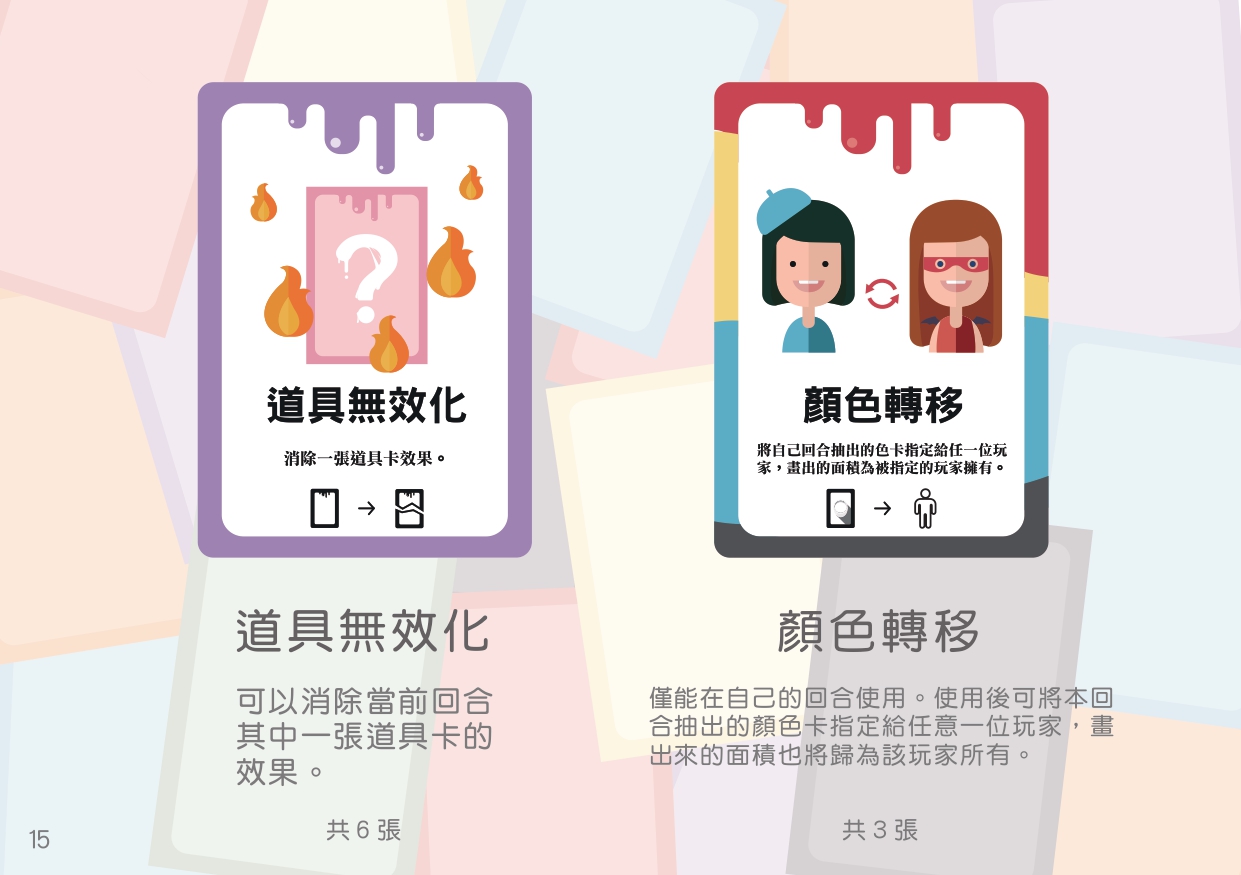 道具無效化
消除一張道具卡效果。
顏色轉移
將自己回合抽出的色卡指定給任一位玩
家，畫出的面積為被指定的玩家擁有。
道具無效化
可以消除當前回合
其中一張道具卡的
效果。
共 6 張
顏色轉移
僅能在自己的回合使用。使用後可將本回
合抽出的顏色卡指定給任意一位玩家，畫
出來的面積也將歸為該玩家所有。
共 3 張
15